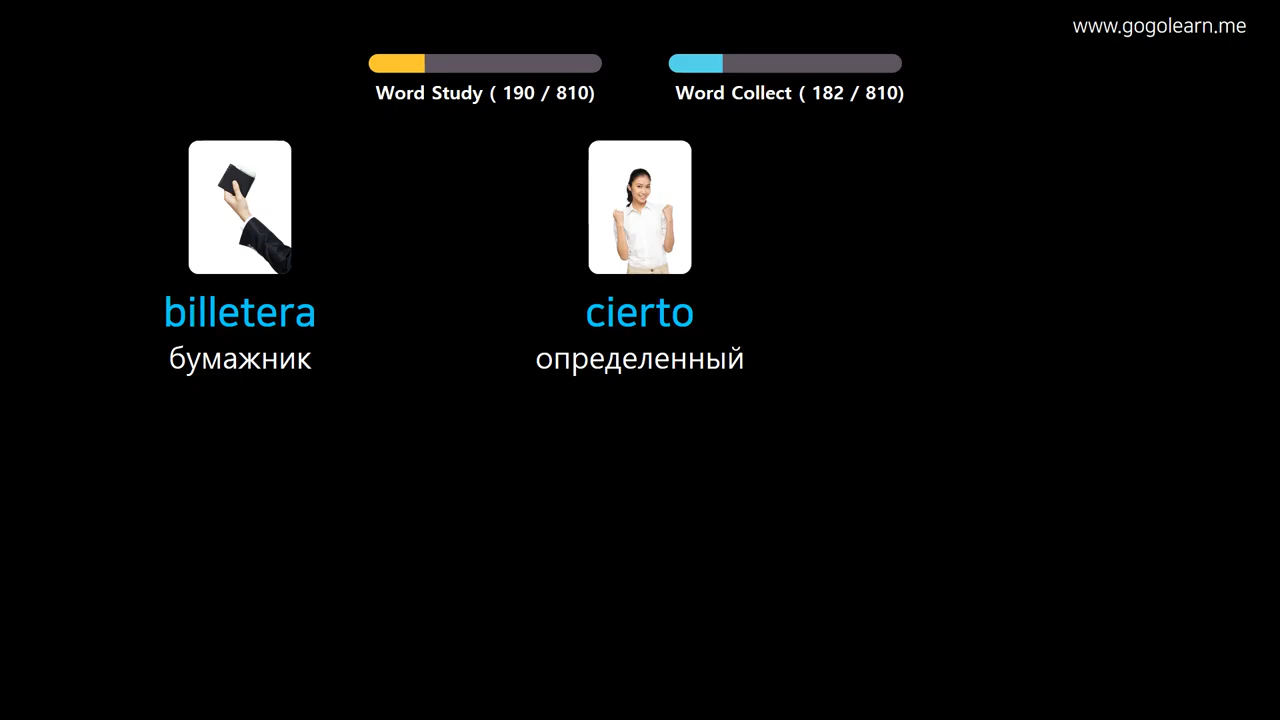 www.gogolearn.me
Word Study ( 190 / 810)
Word Collect ( 182 / 810)
billetera
cierto
бумажник
определенный